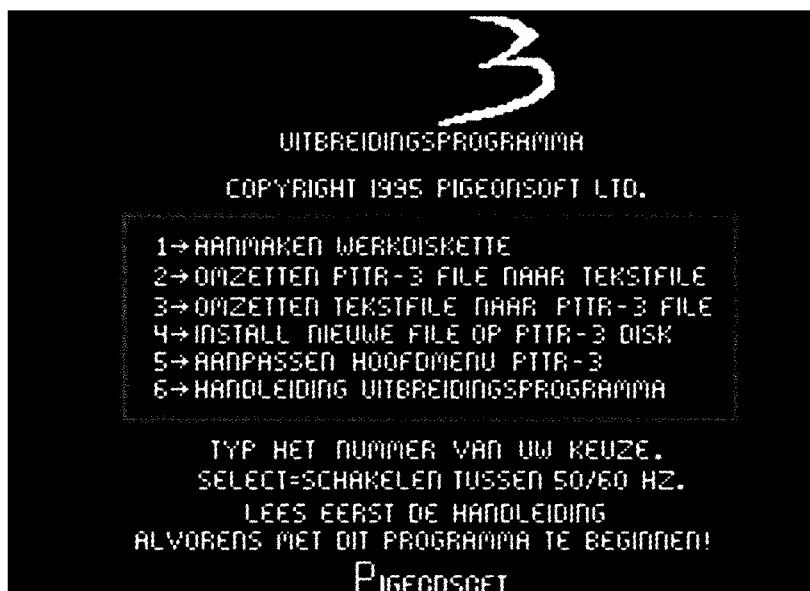 3
UITBREIDINGSPROGRAMMA
COPYRIGHT 1995 PIGEONSOFT LTD.
1→AANMAKEN WERKDISKETTE
2→OMZETTEN PTTR-3 FILE NAAR TEKSTFILE
3→OMZETTEN TEKSTFILE NAAR PTTR-3 FILE
4→INSTALL NIEUWE FILE OP PTTR-3 DISK
5→AANPASSEN HOOFDMENU PTTR-3
6→HANDLEIDING UITBREIDINGSPROGRAMMA
TYP HET NUMMER VAN UW KEUZE.
SELECT=SCHAKELEN TUSSEN 50/60 HZ.
LEES EERST DE HANDLEIDING
ALVORENS MET DIT PROGRAMMA TE BEGINNEN!
PIGEONSOFT